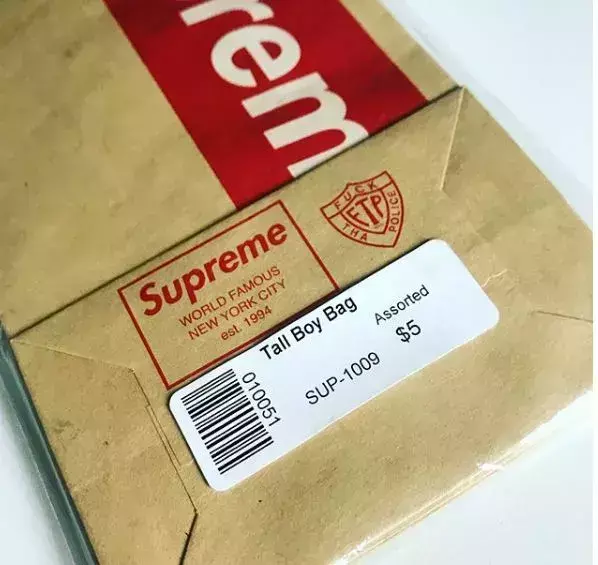 rem
Supreme
WORLD FAMOUS
NEW YORK CITY
est. 1994
FUCK
FTP
THA
POLICE
Tall Boy Bag
Assorted
010051
SUP-1009
$5